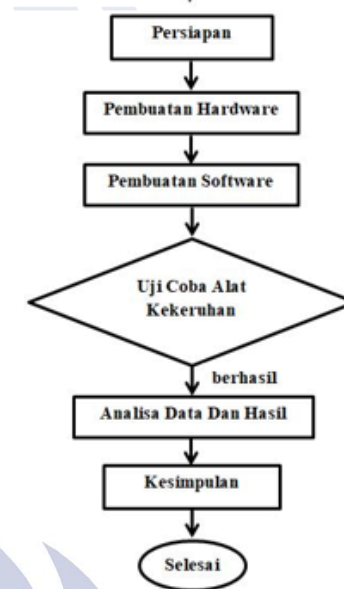 Persiapan
Pembuatan Hardware
Pembuatan Software
Uji Coba Alat
Kekeruhan
berhasil
Analisa Data Dan Hasil
Kesimpulan
Selesai